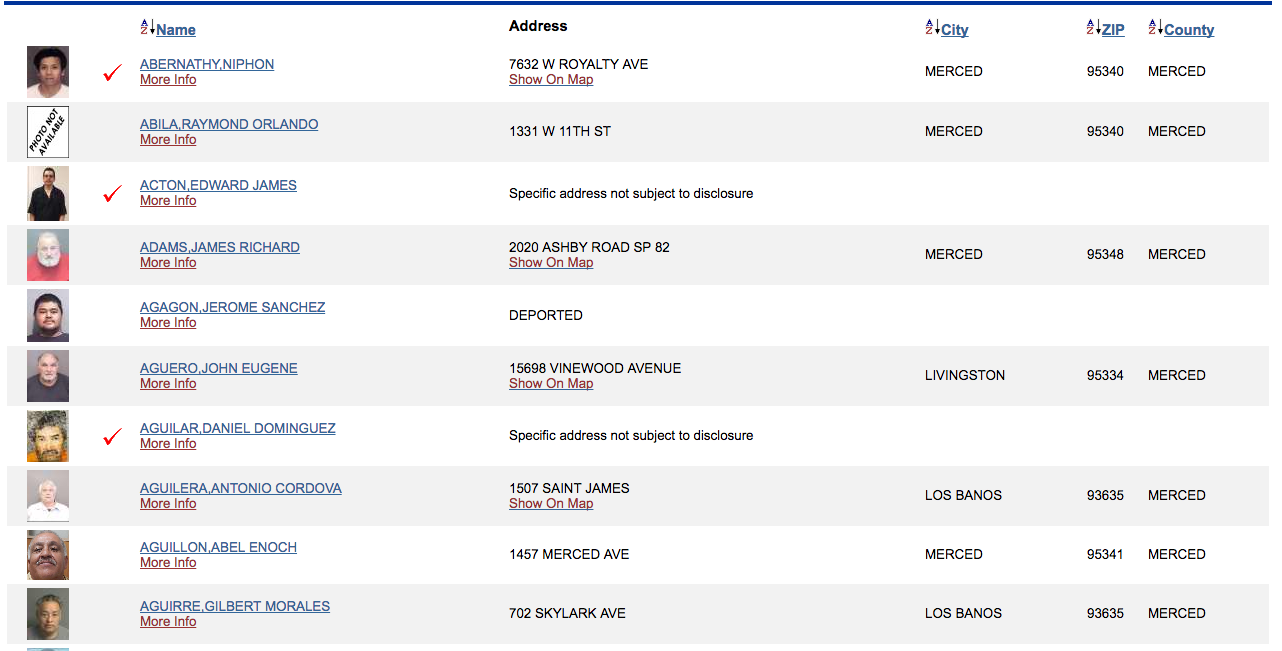 Name Address City ZIP County
ABERNATHY,NIPHON 7632 W ROYALTY AVE
More Info Show On Map MERCED 95340 MERCED
PHOTO NOT
AVAILABLE
ABILA,RAYMOND ORLANDO
More Info 1331 W 11TH ST MERCED 95340 MERCED
ACTON,EDWARD JAMES
More Info Specific address not subject to disclosure
ADAMS,JAMES RICHARD 2020 ASHBY ROAD SP 82
More Info Show On Map MERCED 95348 MERCED
AGAGON,JEROME SANCHEZ
More Info DEPORTED
AGUERO,JOHN EUGENE 15698 VINEWOOD AVENUE
More Info Show On Map LIVINGSTON 95334 MERCED
AGUILAR,DANIEL DOMINGUEZ
More Info Specific address not subject to disclosure
AGUILERA,ANTONIO CORDOVA 1507 SAINT JAMES
More Info Show On Map LOS BANOS 93635 MERCED
AGUILLON,ABEL ENOCH
More Info 1457 MERCED AVE MERCED 95341 MERCED
AGUIRRE,GILBERT MORALES
More Info 702 SKYLARK AVE LOS BANOS 93635 MERCED